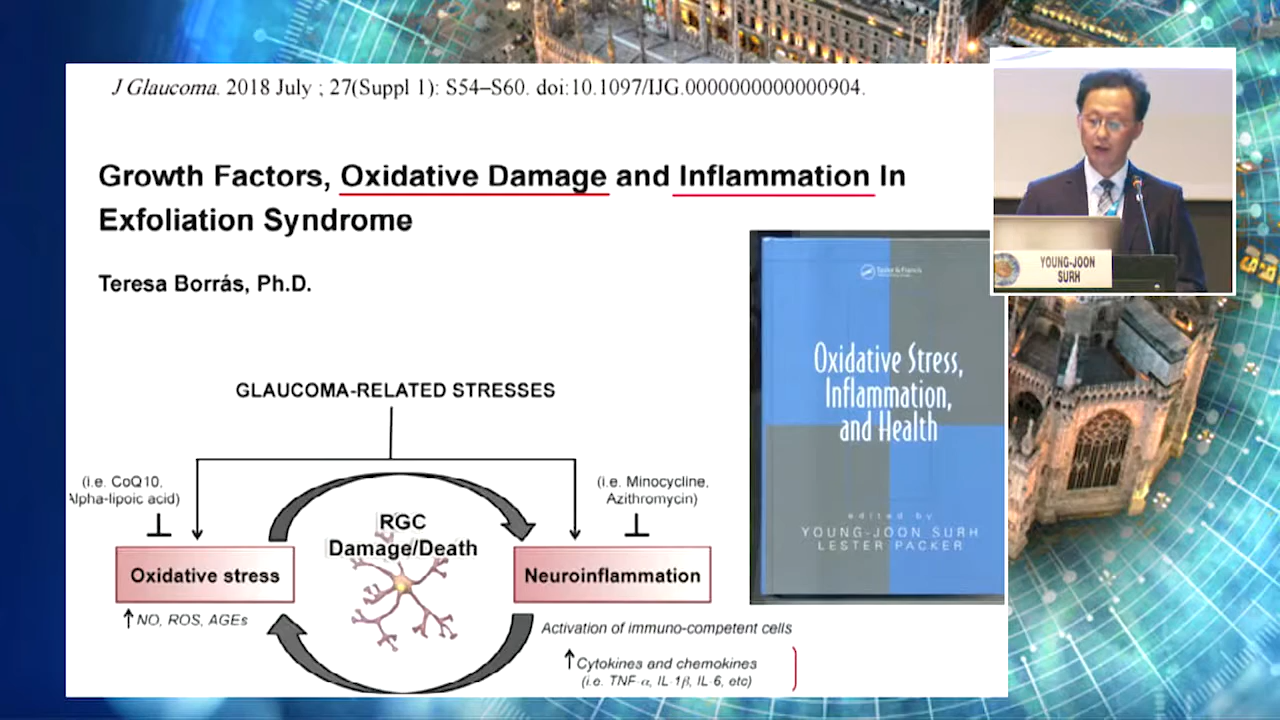 J Glaucoma. 2018 July ; 27(Suppl 1): S54–S60. doi:10.1097/IJG.0000000000000904.
Growth Factors, Oxidative Damage and Inflammation In
Exfoliation Syndrome
Teresa Borrás, Ph.D.
GLAUCOMA-RELATED STRESSES
(i.e. CoQ10,
Alpha-lipoic acid)
(i.e. Minocycline,
Azithromycin)
RGC
Damage/Death
Oxidative stress
Neuroinflammation
↑ NO, ROS, AGEs
Activation of immuno-competent cells
↑ Cytokines and chemokines
(i.e. TNF-α, IL-1β, IL-6, etc)
Taylor & Francis
Oxidative Stress,
Inflammation,
and Health
edited by
YOUNG-JOON SURH
LESTER PACKER
YOUNG-JOON
SURH